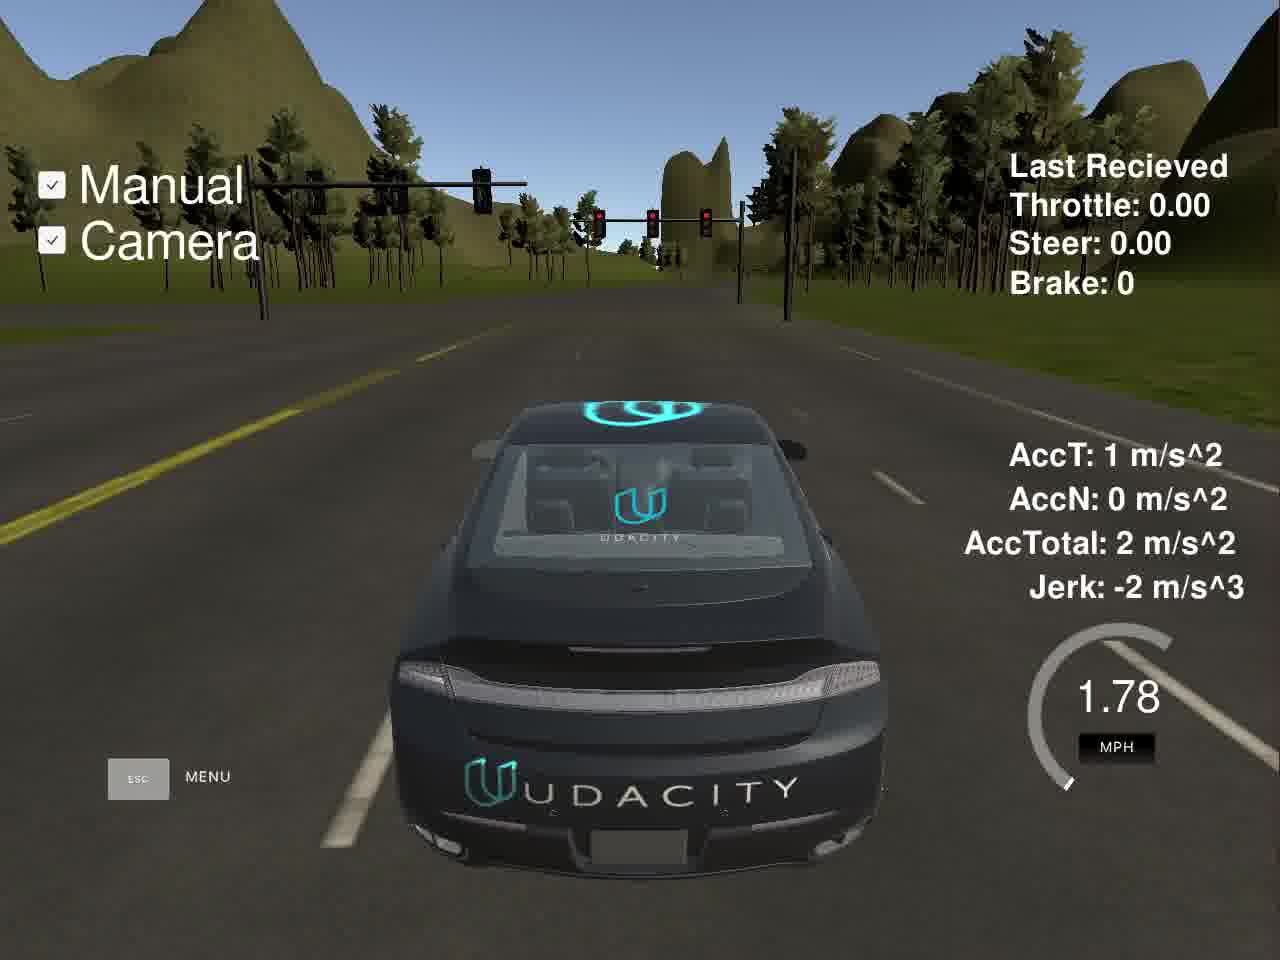 Manual
Camera
Last Recieved
Throttle: 0.00
Steer: 0.00
Brake: 0
AccT: 1 m/s^2
AccN: 0 m/s^2
AccTotal: 2 m/s^2
Jerk: -2 m/s^3
1.78
MPH
ESC MENU
UDACITY
UDACITY